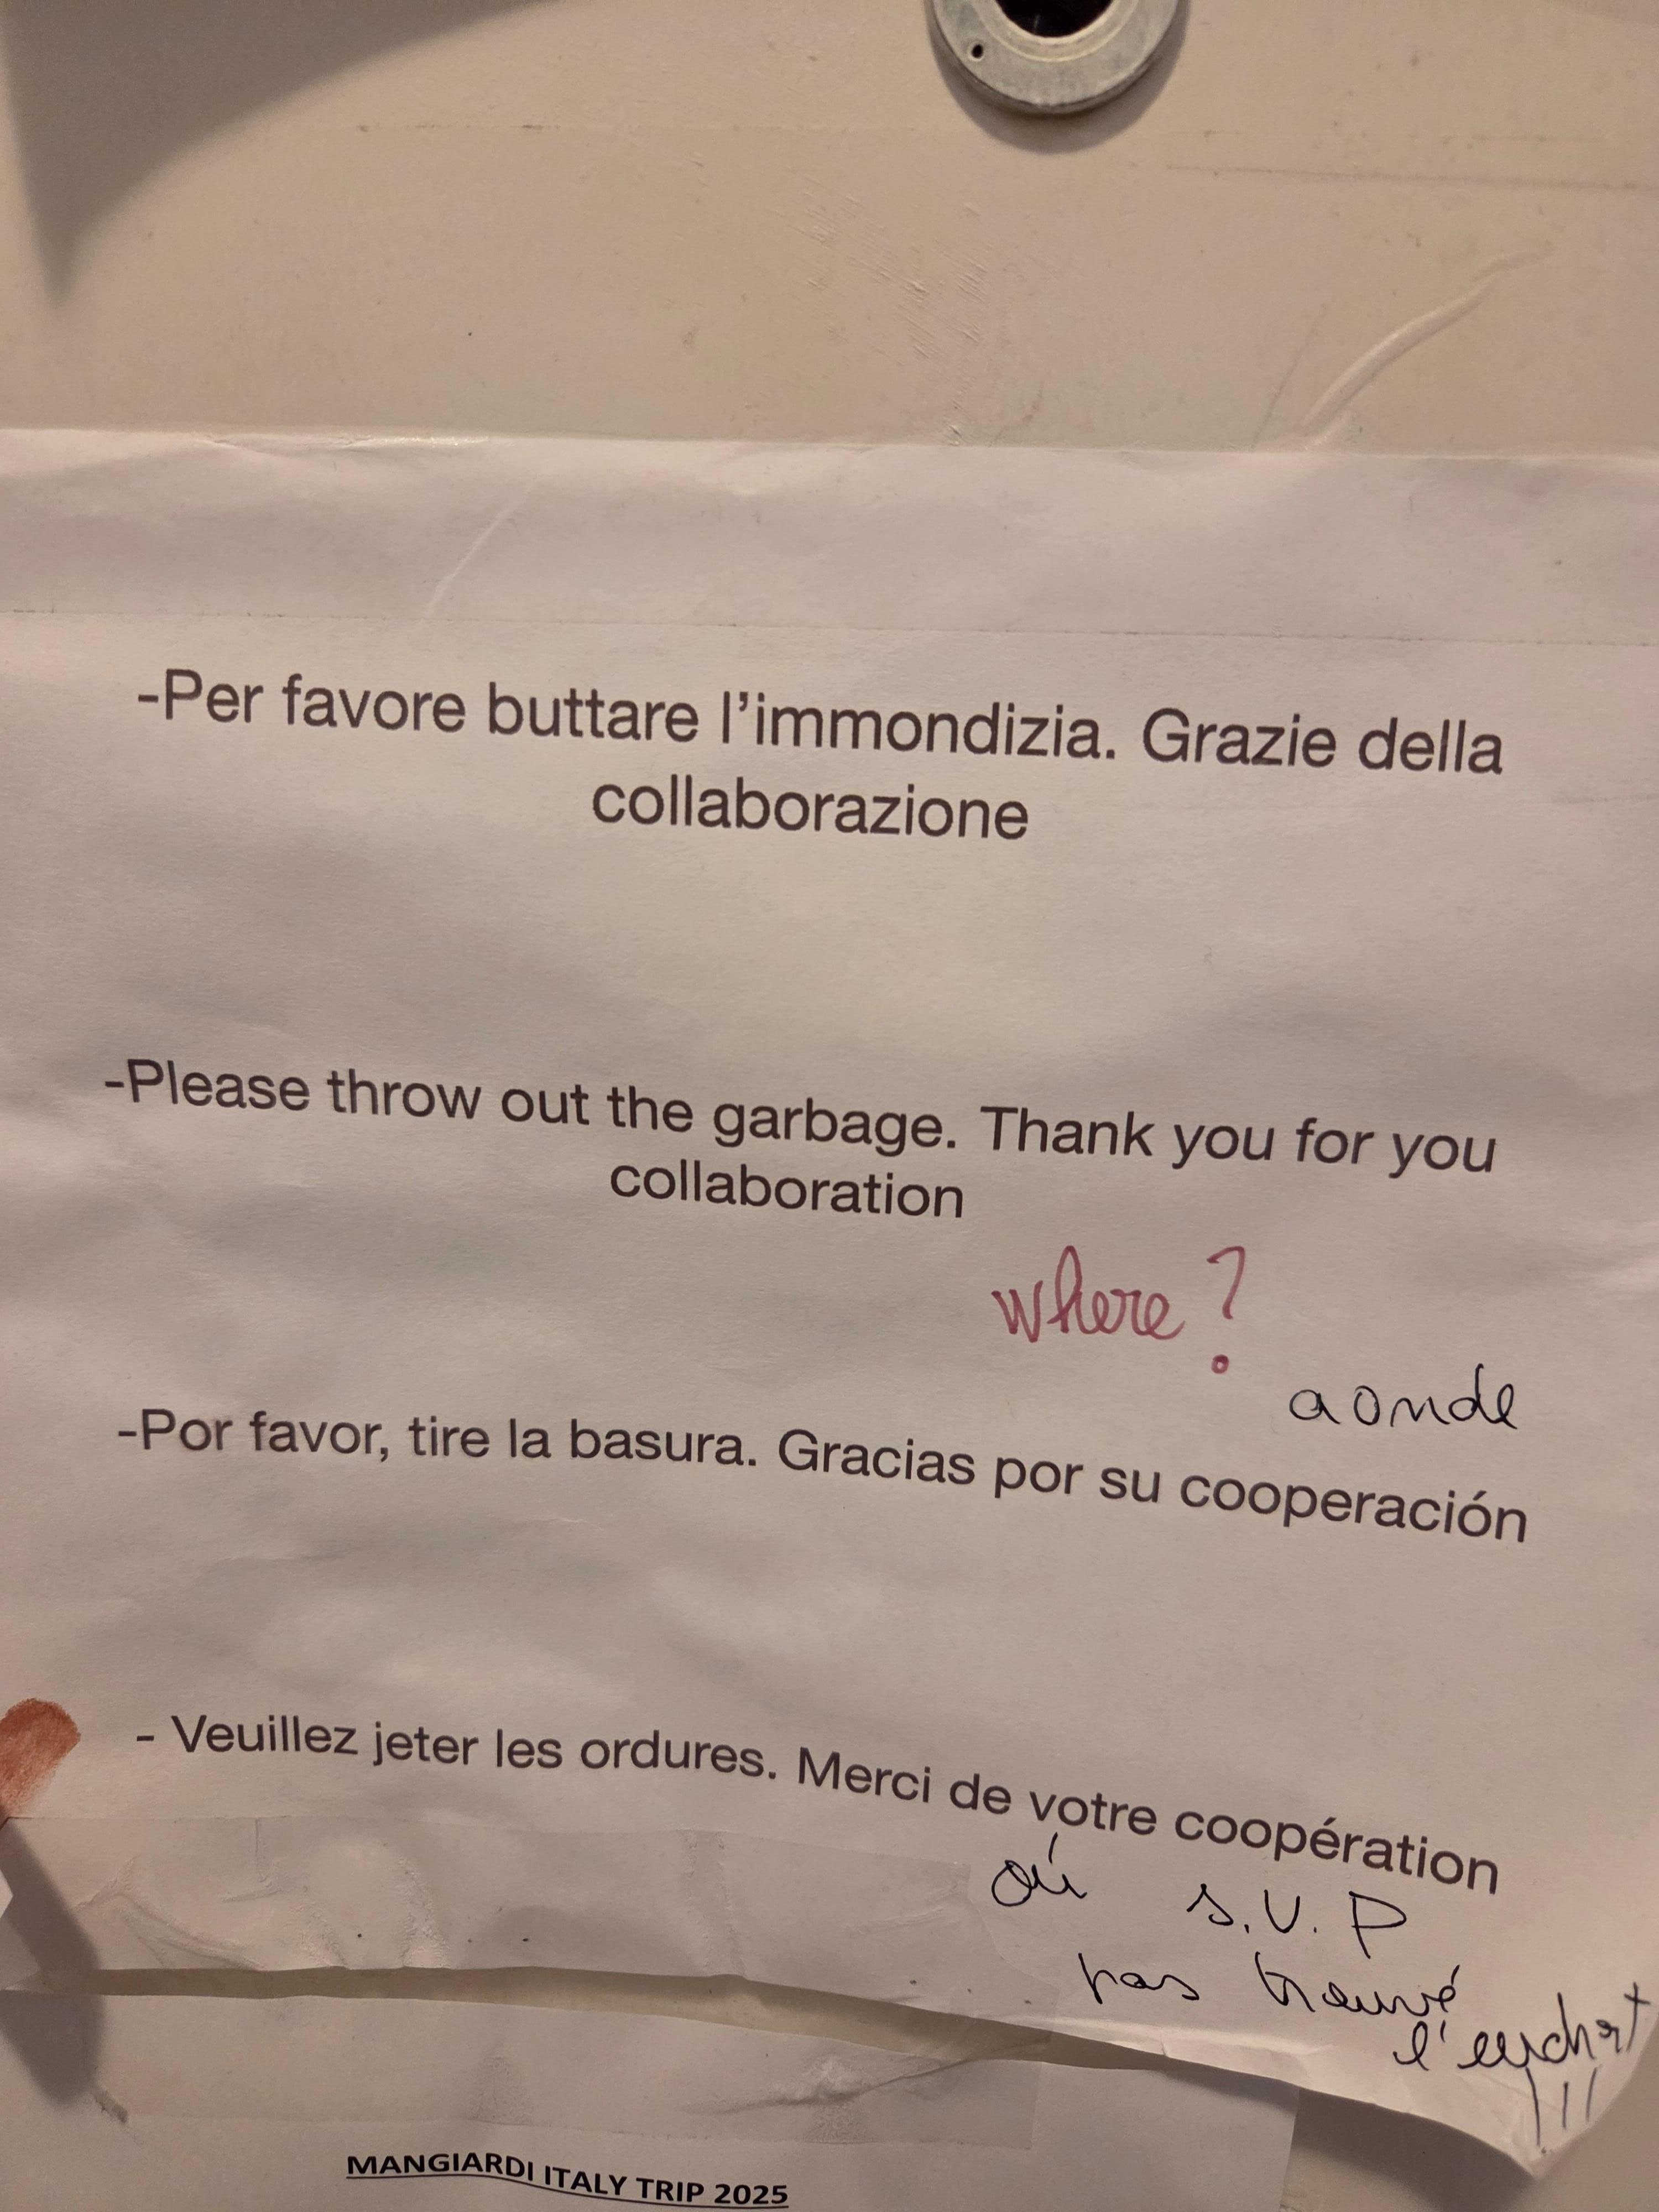 -Per favore buttare l’immondizia. Grazie della
collaborazione
-Please throw out the garbage. Thank you for you
collaboration
where?
aonde
-Por favor, tire la basura. Gracias por su cooperación
- Veuillez jeter les ordures. Merci de votre coopération
où s.V.P
pas trouvé
l'endroit
!!!
MANGIARDI ITALY TRIP 2025